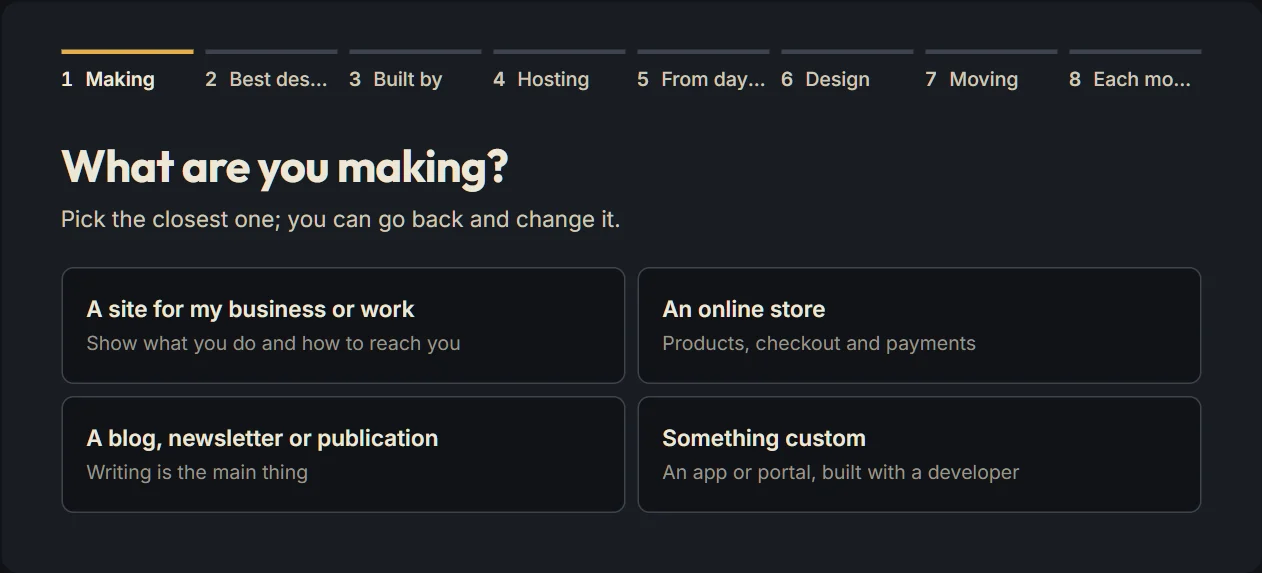 1 Making 2 Best des... 3 Built by 4 Hosting 5 From day... 6 Design 7 Moving 8 Each mo...
What are you making?
Pick the closest one; you can go back and change it.
A site for my business or work
Show what you do and how to reach you
An online store
Products, checkout and payments
A blog, newsletter or publication
Writing is the main thing
Something custom
An app or portal, built with a developer